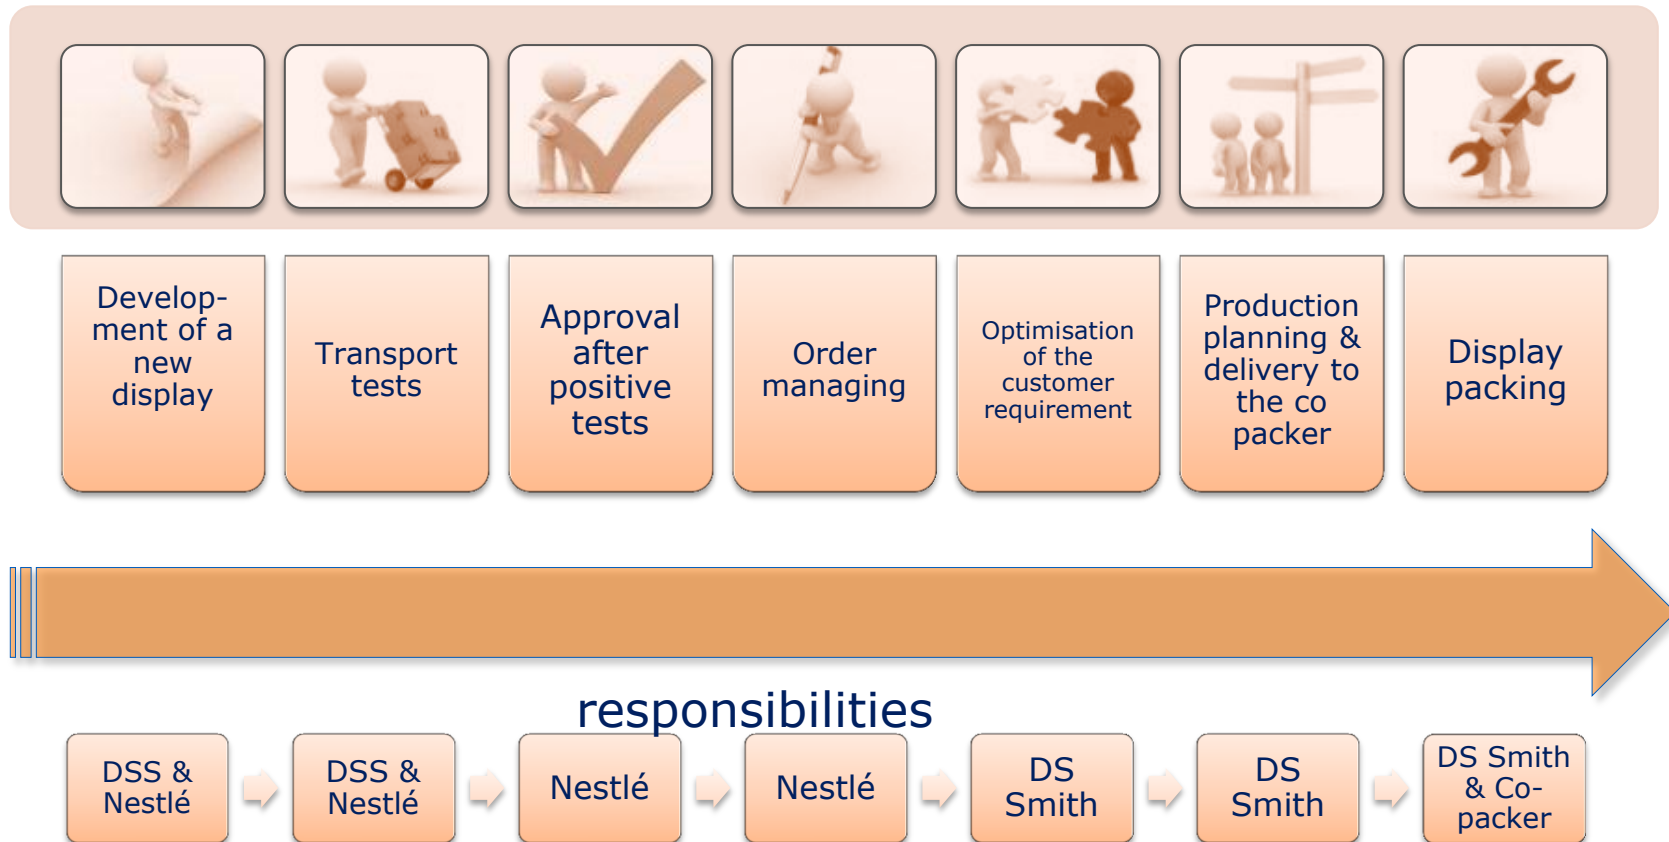 Develop-
ment of a
new
display
Transport
tests
Approval
after
positive
tests
Order
managing
Optimisation
of the
customer
requirement
Production
planning &
delivery to
the co
packer
Display
packing
responsibilities
DSS &
Nestlé
DSS &
Nestlé
Nestlé
Nestlé
DS
Smith
DS
Smith
DS Smith
& Co-
packer